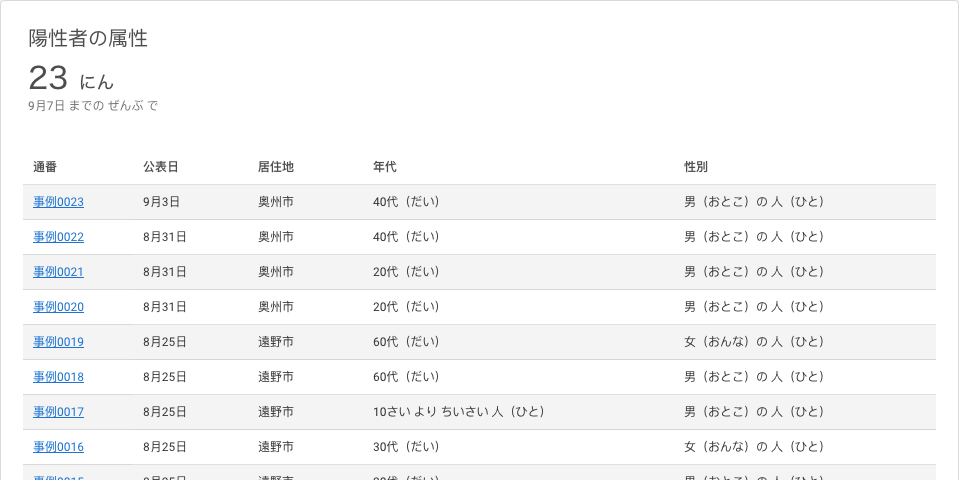 陽性者の属性
23 にん
9月7日 までの ぜんぶ で
通番 公表日 居住地 年代 性別
事例0023 9月3日 奥州市 40代（だい） 男（おとこ）の 人（ひと）
事例0022 8月31日 奥州市 40代（だい） 男（おとこ）の 人（ひと）
事例0021 8月31日 奥州市 20代（だい） 男（おとこ）の 人（ひと）
事例0020 8月31日 奥州市 20代（だい） 男（おとこ）の 人（ひと）
事例0019 8月25日 遠野市 60代（だい） 女（おんな）の 人（ひと）
事例0018 8月25日 遠野市 60代（だい） 男（おとこ）の 人（ひと）
事例0017 8月25日 遠野市 10さい より ちいさい 人（ひと） 男（おとこ）の 人（ひと）
事例0016 8月25日 遠野市 30代（だい） 女（おんな）の 人（ひと）